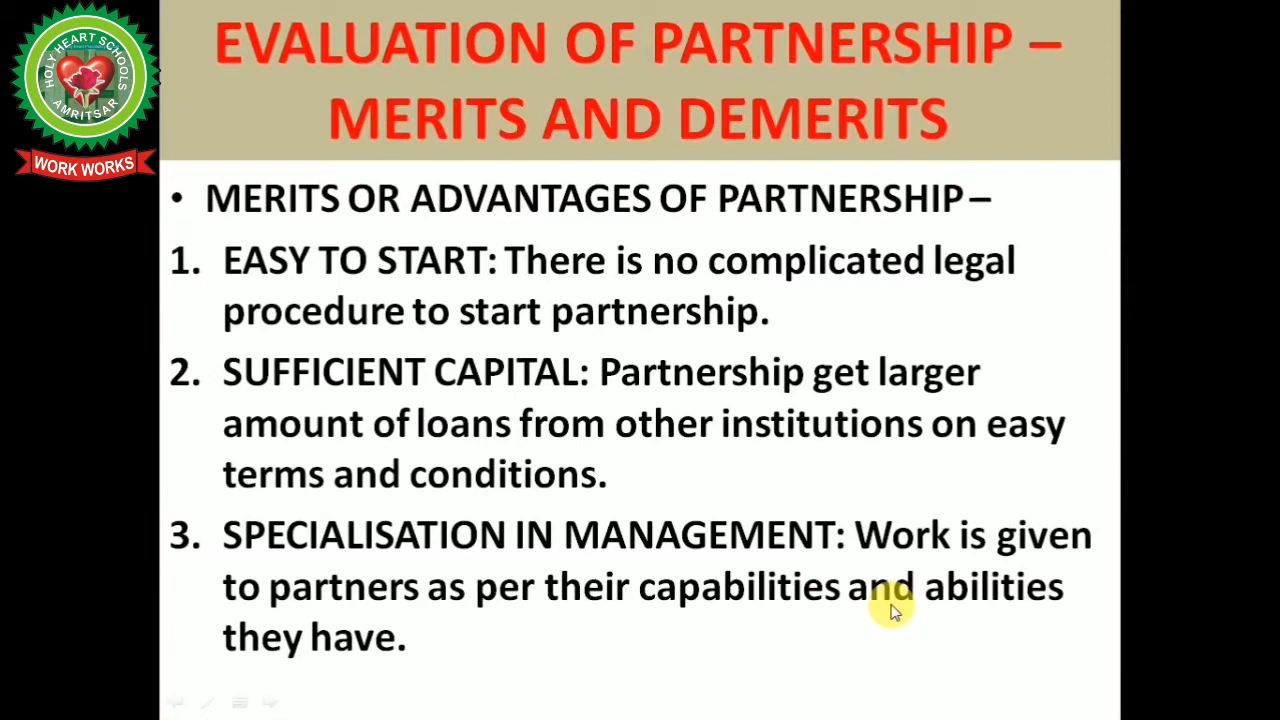 HOLY HEART SCHOOLS
AMRITSAR
WORK WORKS
EVALUATION OF PARTNERSHIP –
MERITS AND DEMERITS
• MERITS OR ADVANTAGES OF PARTNERSHIP –
1. EASY TO START: There is no complicated legal
procedure to start partnership.
2. SUFFICIENT CAPITAL: Partnership get larger
amount of loans from other institutions on easy
terms and conditions.
3. SPECIALISATION IN MANAGEMENT: Work is given
to partners as per their capabilities and abilities
they have.